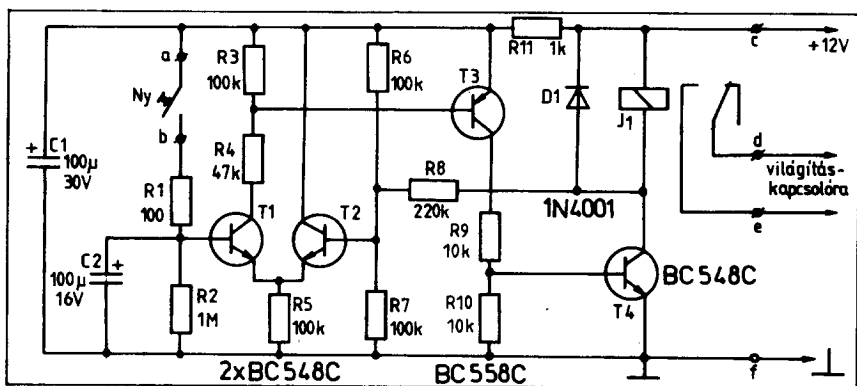 a
Ny
b
+ C1
100µ
30V
R1
100
C2 +
100µ
16V
R2
1M
R3
100k
R4
47k
T1
T2
R5
100k
R6
100k
R7
100k
R8
220k
T3
R9
10k
R10
10k
R11 1k
D1
1N4001
J1
T4
BC548C
2xBC548C
BC558C
c
+12V
d
világítás-
kapcsolóra
e
f